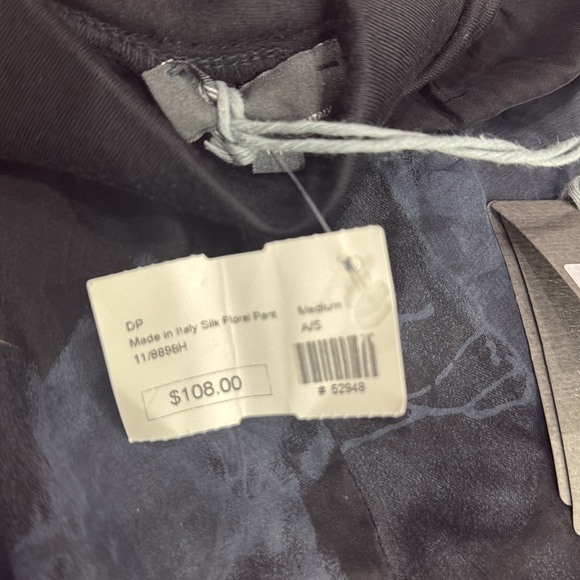 DP
Made in Italy Silk Floral Pant
11/8898H
$108.00
Medium
A/S
# 52948